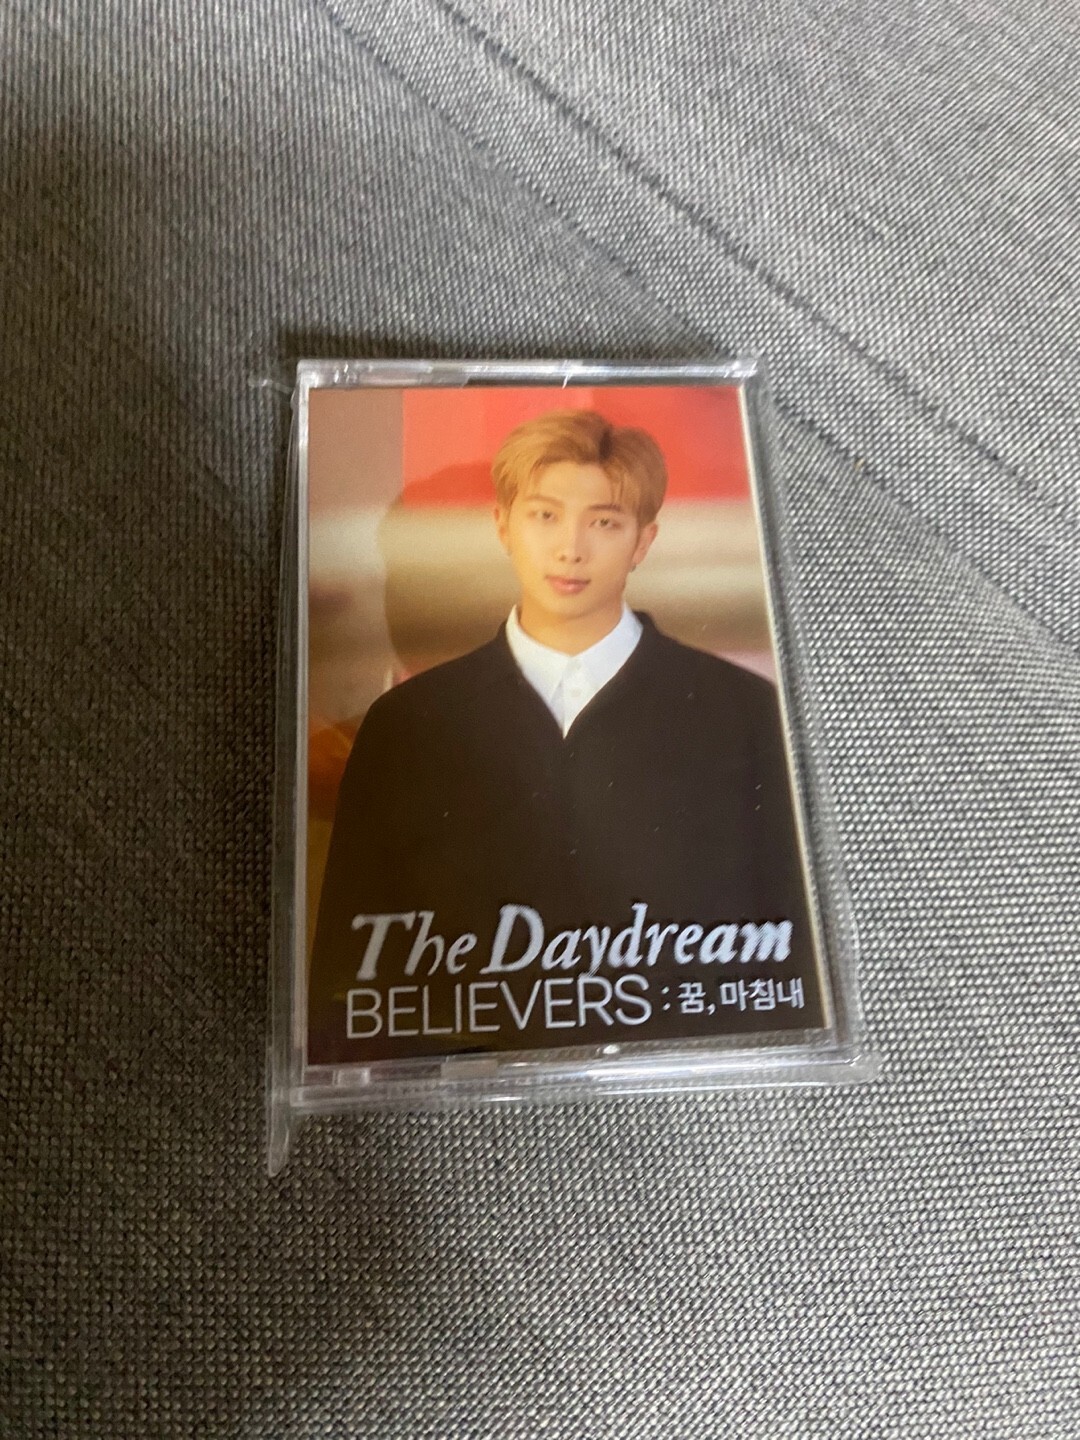 The Daydream
BELIEVERS : 꿈, 마침내